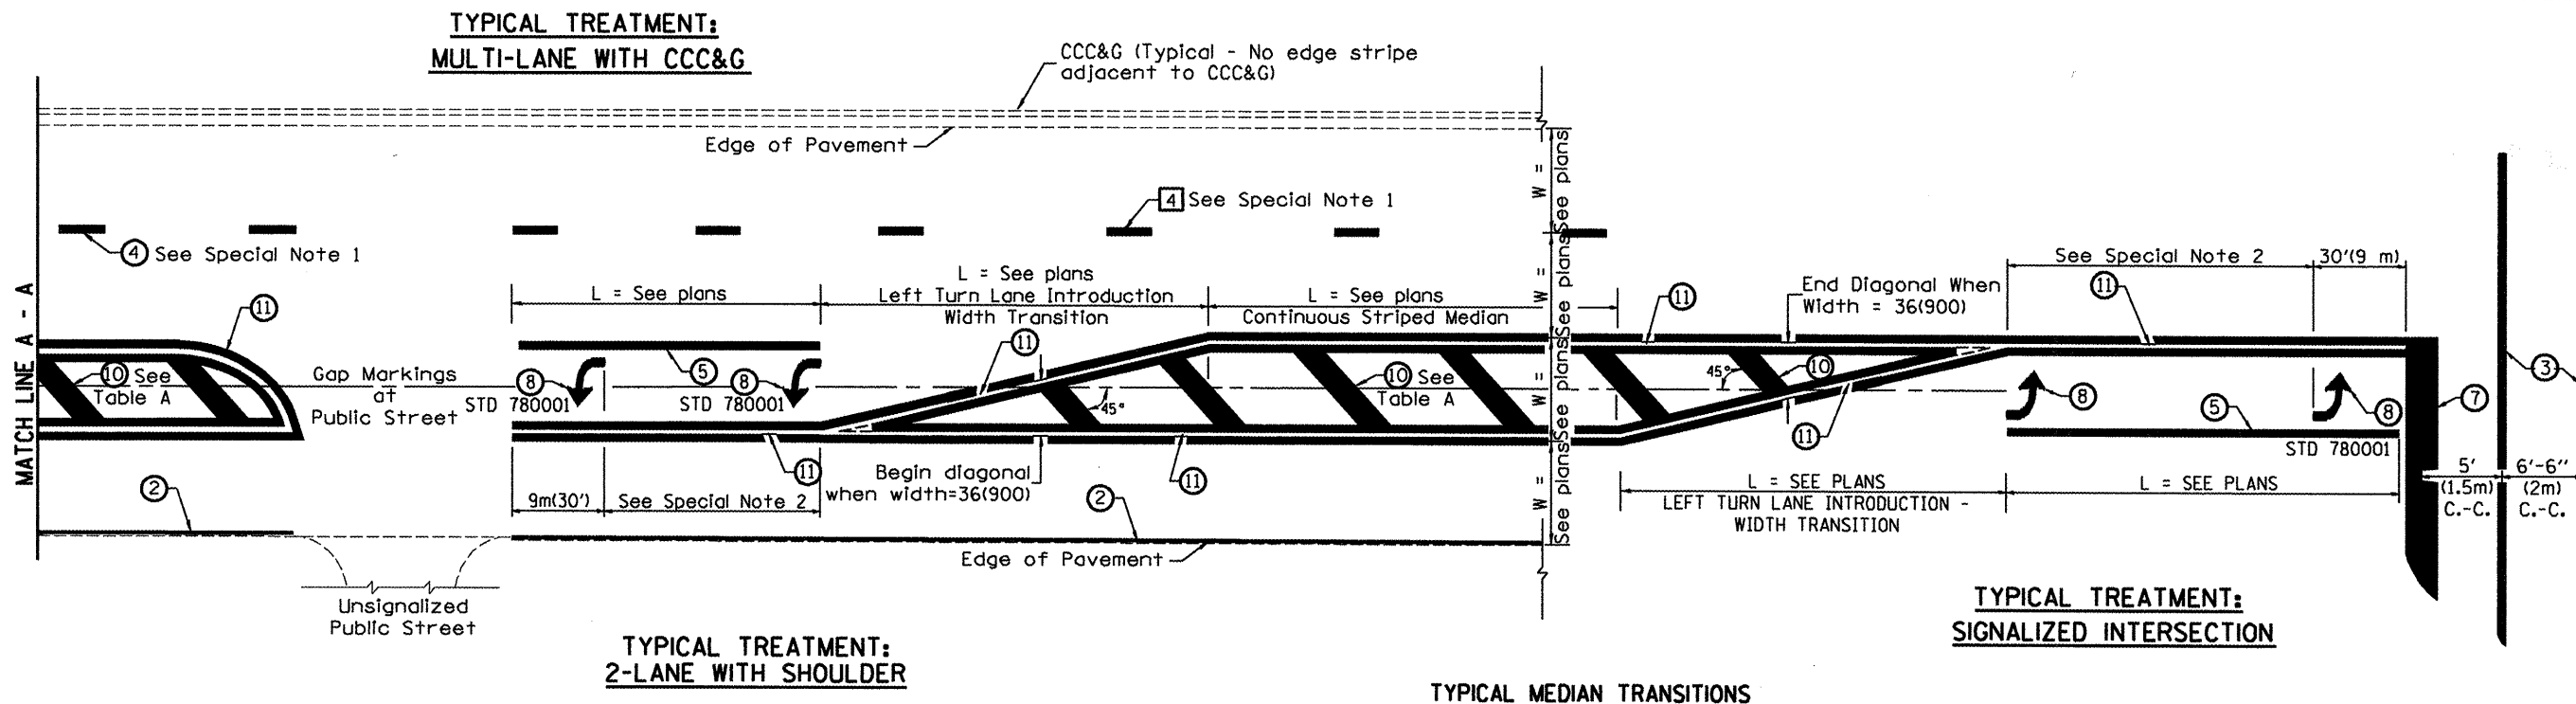 TYPICAL TREATMENT:
MULTI-LANE WITH CCC&G
CCC&G (Typical - No edge stripe
adjacent to CCC&G)
Edge of Pavement
W =
See plans
4 See Special Note 1
4 See Special Note 1
W =
See plans
MATCH LINE A - A
11
10 See
Table A
Gap Markings
at
Public Street
L = See plans
5
8
STD 780001
8
STD 780001
L = See plans
Left Turn Lane Introduction
Width Transition
11
45°
L = See plans
Continuous Striped Median
10 See
Table A
W =
See plans
11
End Diagonal When
Width = 36(900)
45°
10
11
See Special Note 2
30'(9 m)
11
8
8
5
STD 780001
7
3
5'
(1.5m)
C.-C.
6'-6"
(2m)
C.-C.
2
9m(30')
See Special Note 2
11
Begin diagonal
when width=36(900)
11
2
W =
See plans
Edge of Pavement
L = SEE PLANS
LEFT TURN LANE INTRODUCTION -
WIDTH TRANSITION
L = SEE PLANS
Unsignalized
Public Street
TYPICAL TREATMENT:
2-LANE WITH SHOULDER
TYPICAL TREATMENT:
SIGNALIZED INTERSECTION
TYPICAL MEDIAN TRANSITIONS